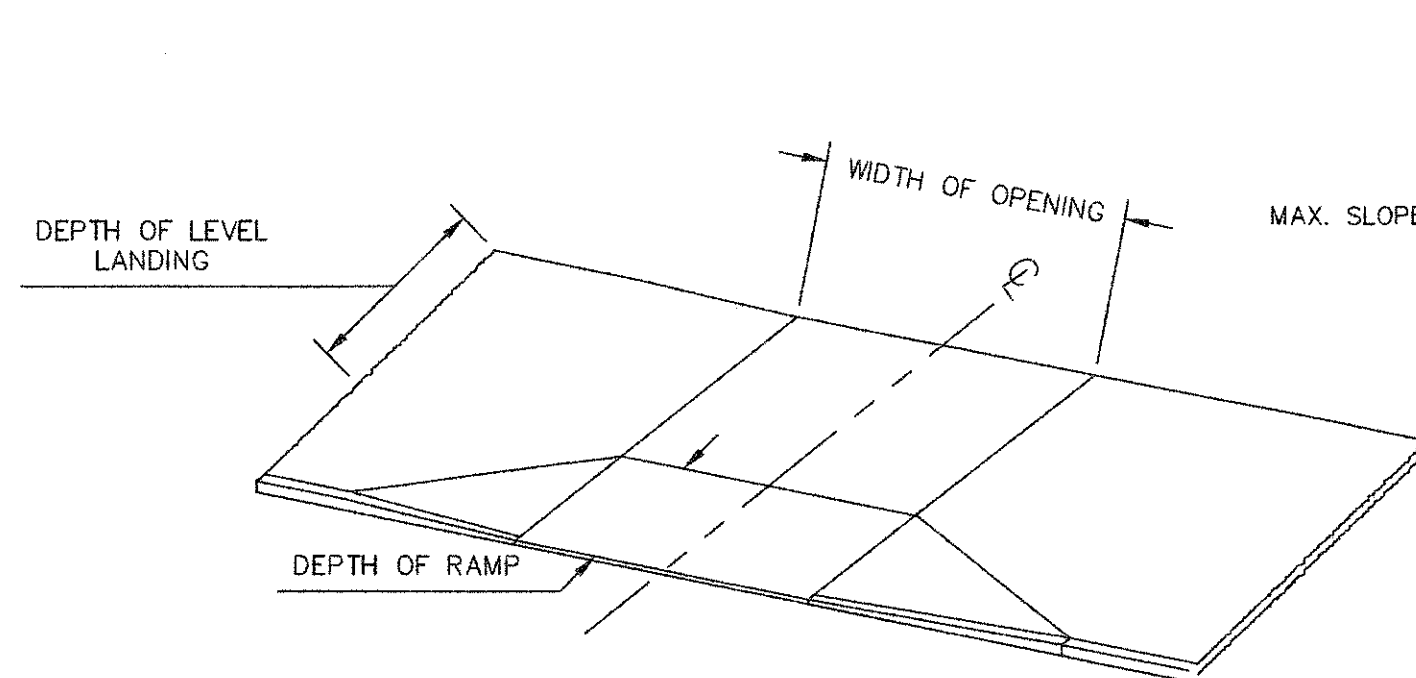 WIDTH OF OPENING
MAX. SLOPE
DEPTH OF LEVEL
LANDING
℄
DEPTH OF RAMP